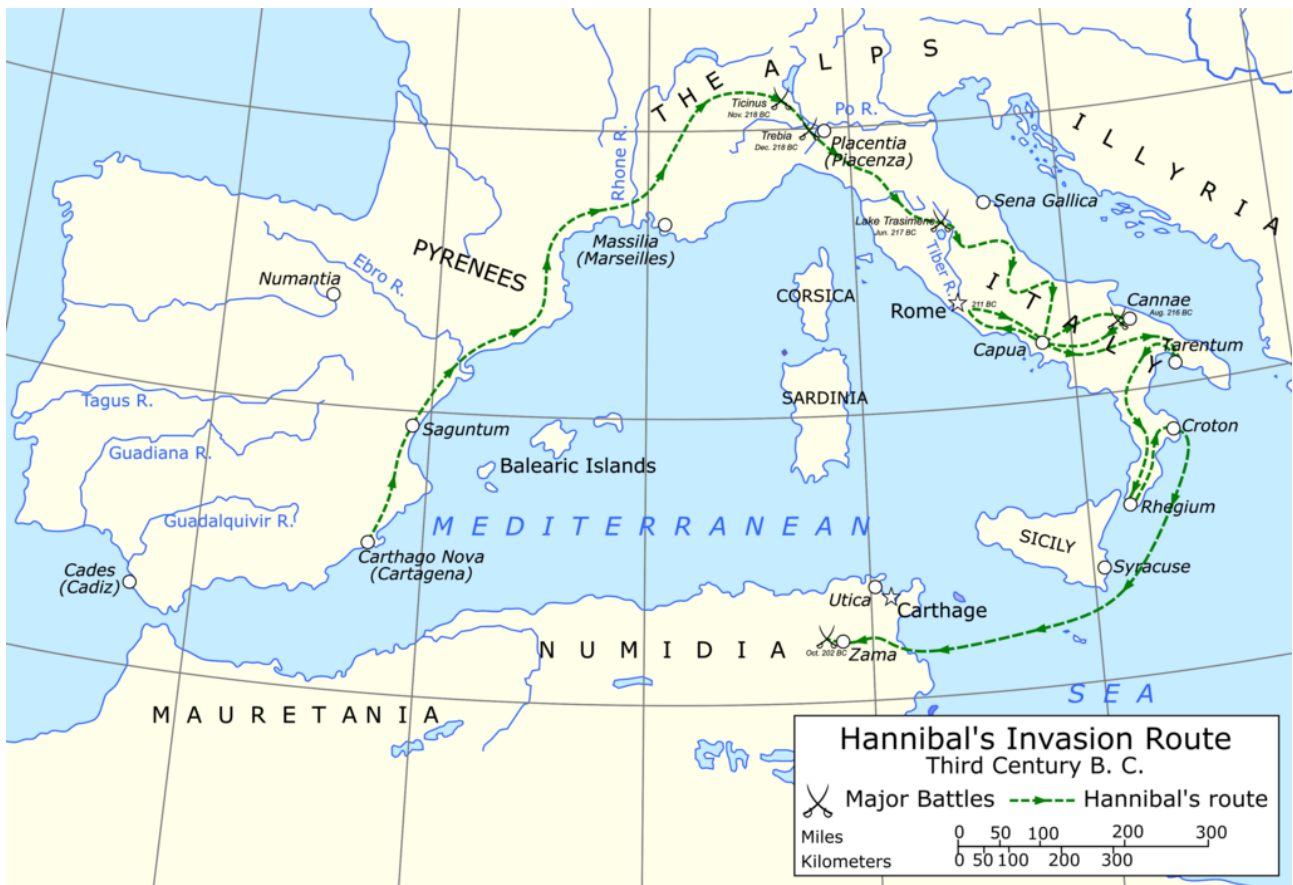 THE ALPS
Ticinus
Nov. 218 BC
Po R.
Trebia
Dec. 218 BC
Placentia
(Piacenza)
ILLYRIA
Rhone R.
Sena Gallica
Lake Trasimene
Jun. 217 BC
Massilia
(Marseilles)
PYRENEES
Ebro R.
Numantia
Tiber R.
ITALY
CORSICA
Rome
211 BC
Cannae
Aug. 216 BC
Capua
Tarentum
SARDINIA
Tagus R.
Saguntum
Croton
Guadiana R.
Balearic Islands
Guadalquivir R.
MEDITERRANEAN
Rhegium
SICILY
Carthago Nova
(Cartagena)
Cades
(Cadiz)
Syracuse
Utica
Carthage
NUMIDIA
Oct. 202 BC
Zama
SEA
MAURETANIA
Hannibal's Invasion Route
Third Century B. C.
Major Battles
Hannibal's route
Miles 0 50 100 200 300
Kilometers 0 50 100 200 300